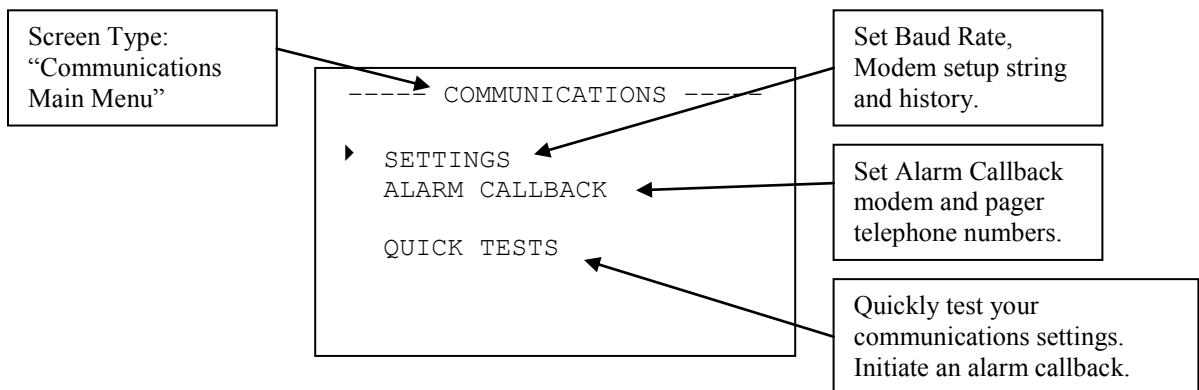 Screen Type:
“Communications
Main Menu”
----- COMMUNICATIONS -----
SETTINGS
ALARM CALLBACK
QUICK TESTS
Set Baud Rate,
Modem setup string
and history.
Set Alarm Callback
modem and pager
telephone numbers.
Quickly test your
communications settings.
Initiate an alarm callback.